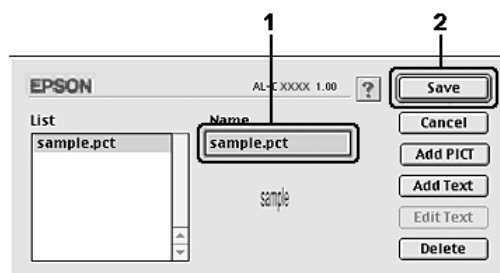 1 2
EPSON AL-CXXXX 1.00 ? Save
List Name Cancel
sample.pct sample.pct Add PICT
sample Add Text
Edit Text
Delete